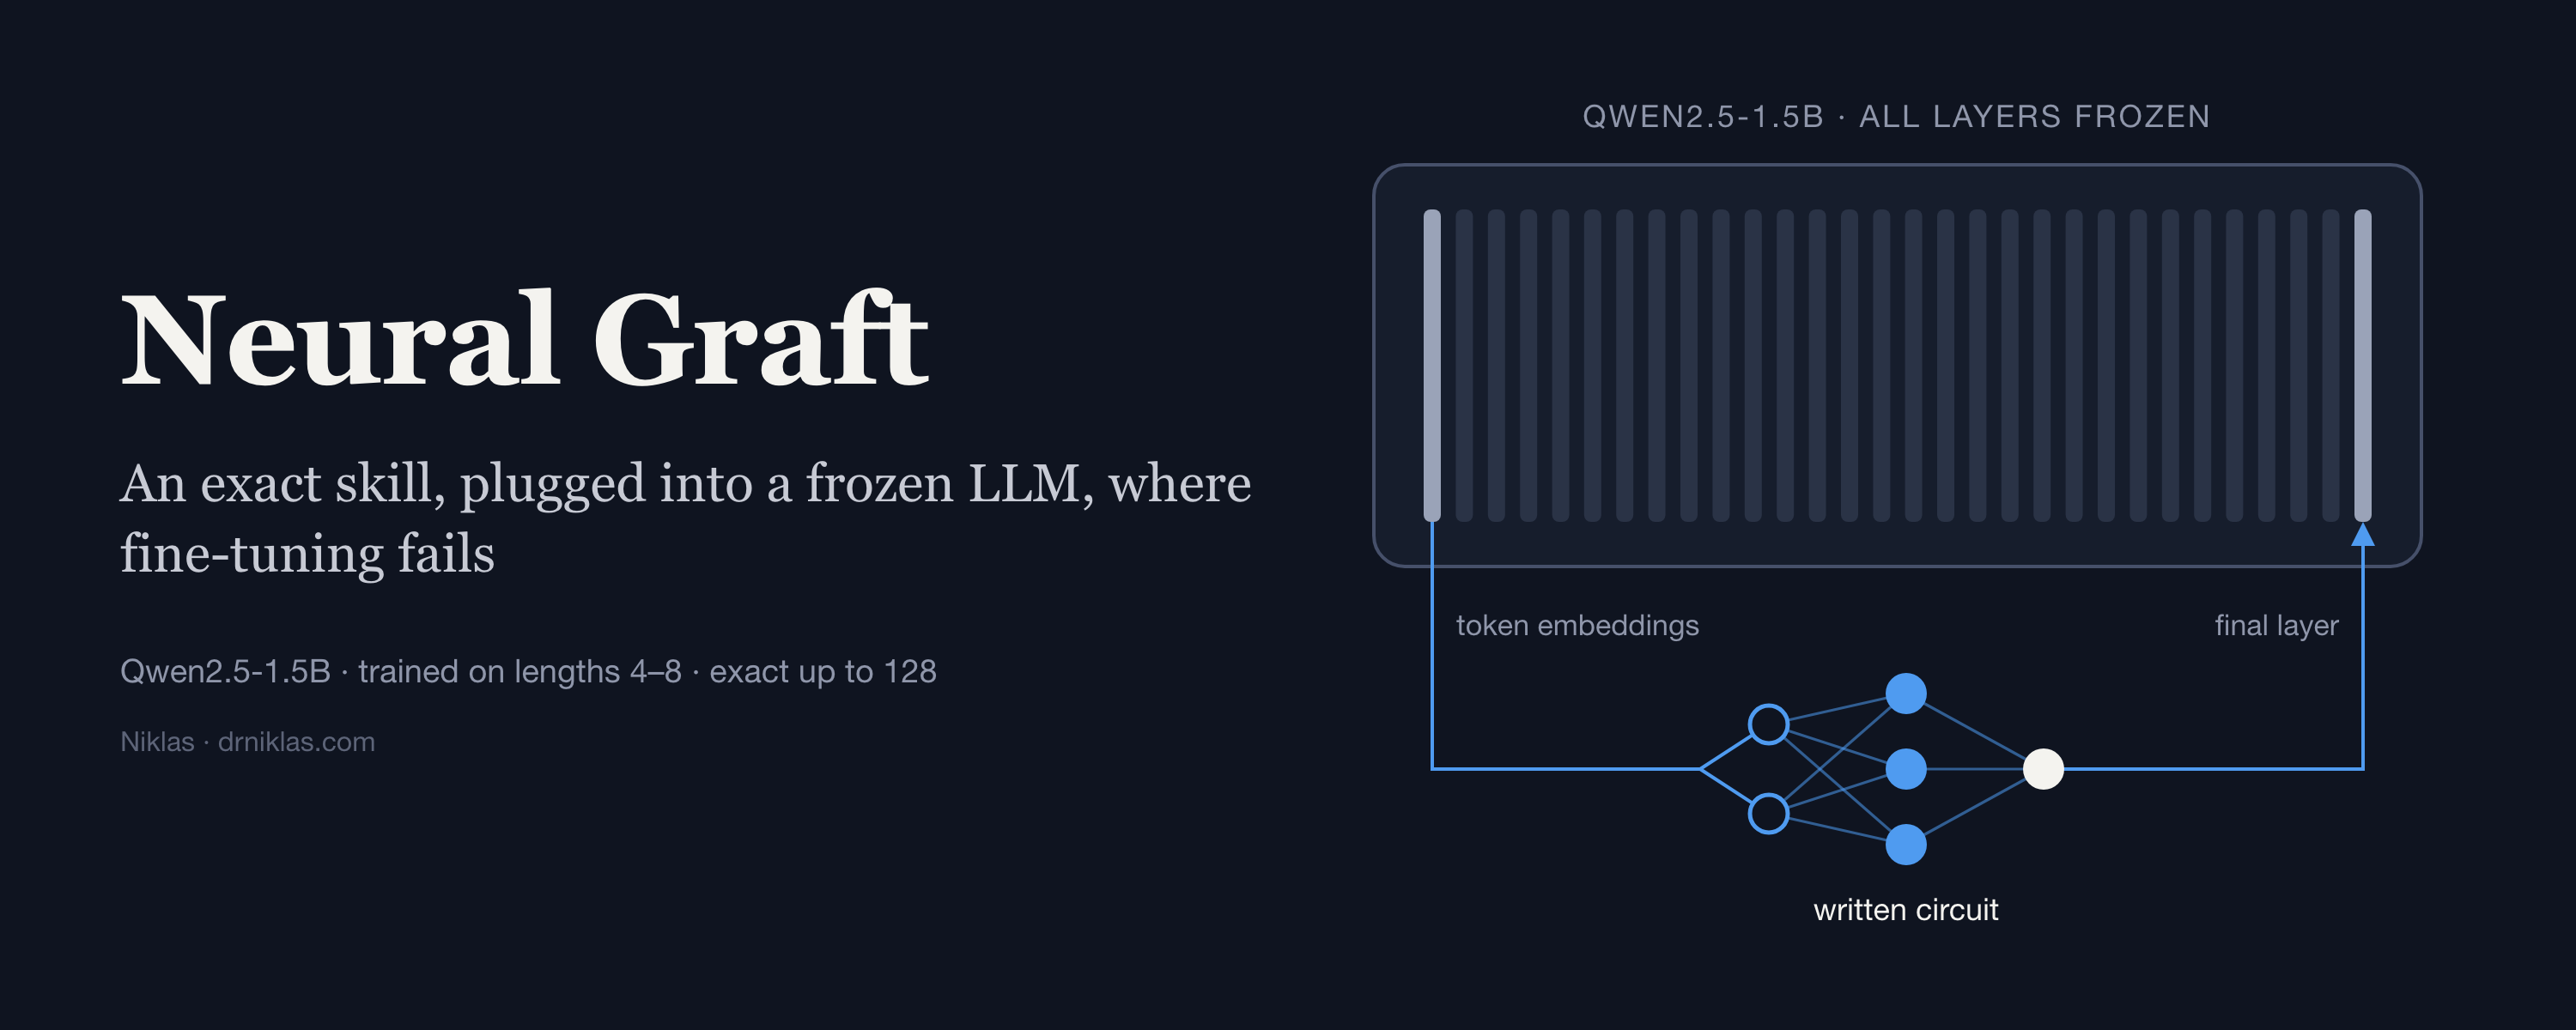 Neural Graft
An exact skill, plugged into a frozen LLM, where
fine-tuning fails
Qwen2.5-1.5B · trained on lengths 4–8 · exact up to 128
Niklas · drniklas.com
QWEN2.5-1.5B · ALL LAYERS FROZEN
token embeddings
final layer
written circuit